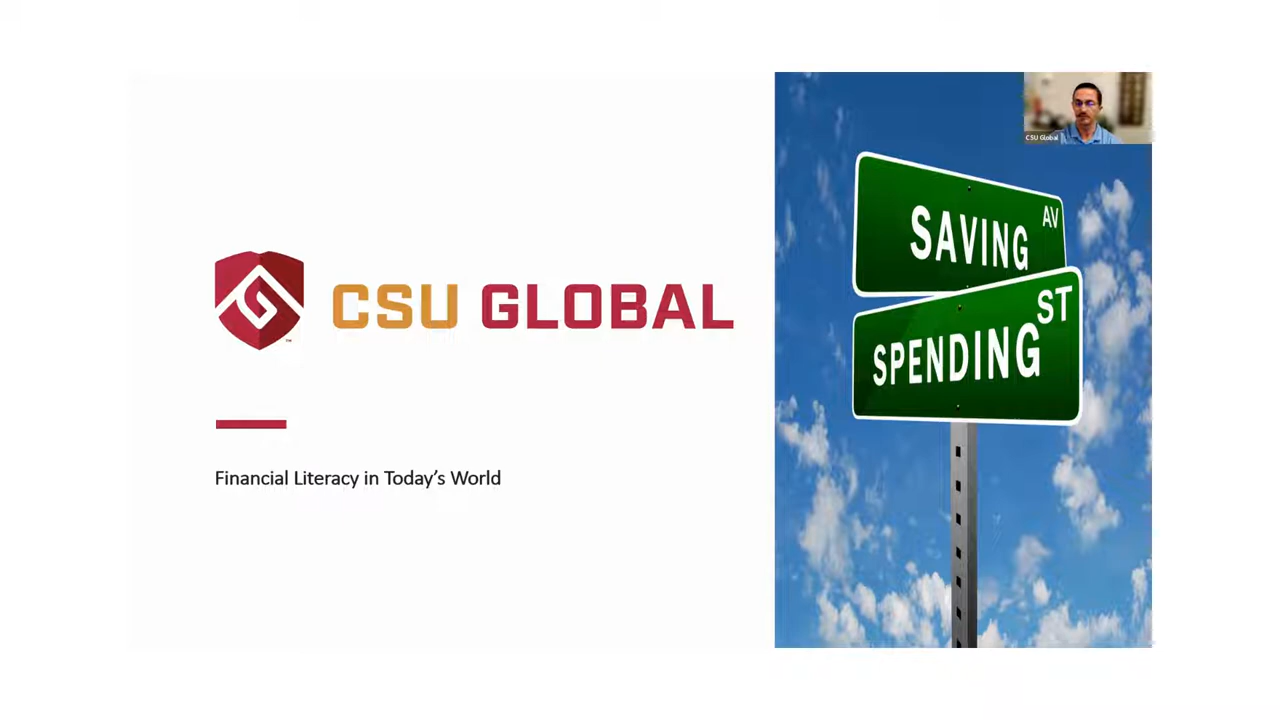 CSU GLOBAL
Financial Literacy in Today's World
CSU Global
SAVING AV
SPENDING ST